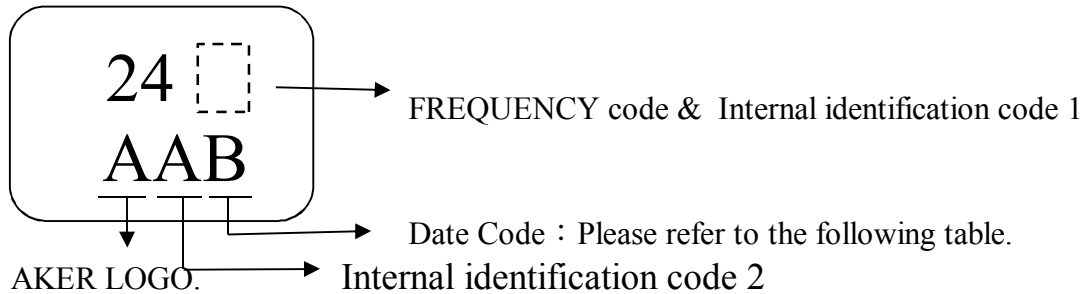 24
FREQUENCY code & Internal identification code 1
AAB
Date Code：Please refer to the following table.
AKER LOGO. Internal identification code 2